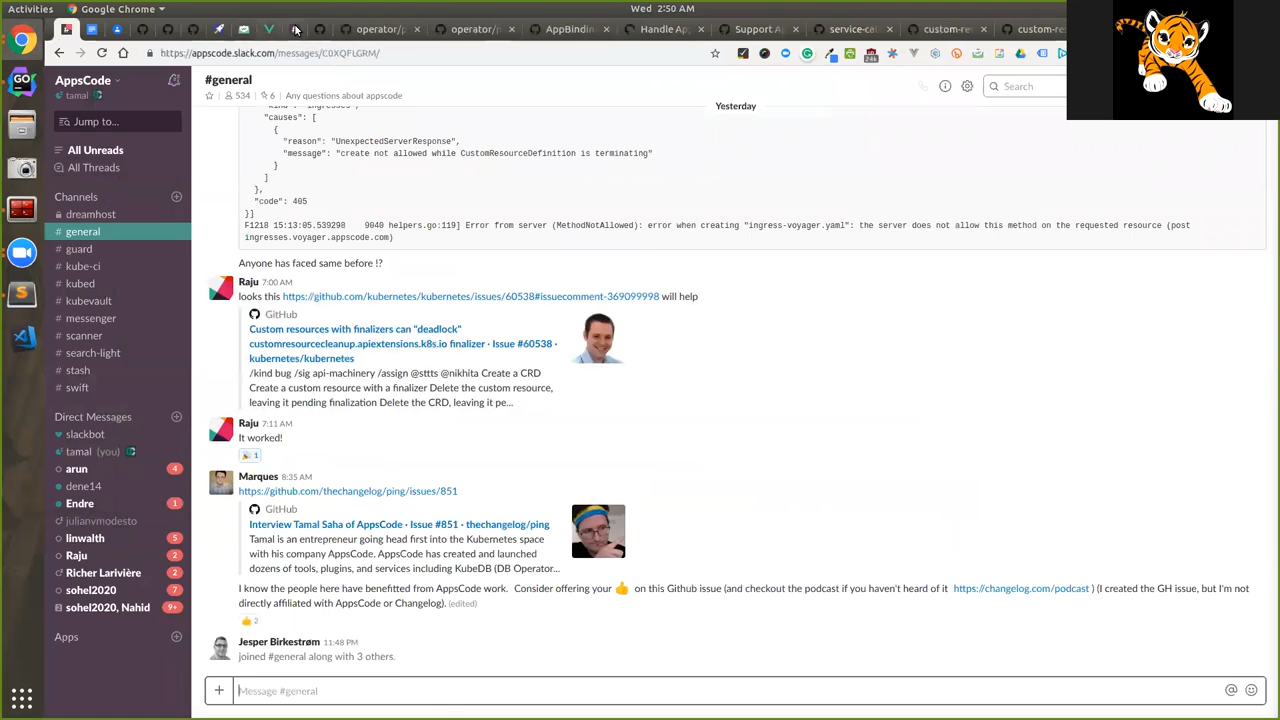 Activities
Google Chrome
Wed 2:50 AM
operator/p
operator/p
AppBindin
Handle Ap
Support A
service-ca
custom-re
custom-res
https://appscode.slack.com/messages/C0XQFLGRM/
AppsCode
tamal
Jump to...
All Unreads
All Threads
Channels
dreamhost
# general
# guard
# kube-ci
# kubed
# kubevault
# messenger
# scanner
# search-light
# stash
# swift
Direct Messages
slackbot
tamal (you)
arun 4
dene14
Endre 1
julianvmodesto
linwalth 5
Raju 2
Richer Larivière 2
sohel2020 7
sohel2020, Nahid 9+
Apps
#general
534
6
Any questions about appscode
Search
Yesterday
"causes": [
{
"reason": "UnexpectedServerResponse",
"message": "create not allowed while CustomResourceDefinition is terminating"
}
]
},
"code": 405
}]
F1218 15:13:05.539298 9040 helpers.go:119] Error from server (MethodNotAllowed): error when creating "ingress-voyager.yaml": the server does not allow this method on the requested resource (post
ingresses.voyager.appscode.com)
Anyone has faced same before !?
Raju 7:00 AM
looks this https://github.com/kubernetes/kubernetes/issues/60538#issuecomment-369099998 will help
GitHub
Custom resources with finalizers can "deadlock"
customresourcecleanup.apiextensions.k8s.io finalizer · Issue #60538 ·
kubernetes/kubernetes
/kind bug /sig api-machinery /assign @sttts @nikhita Create a CRD
Create a custom resource with a finalizer Delete the custom resource,
leaving it pending finalization Delete the CRD, leaving it pe...
Raju 7:11 AM
It worked!
1
Marques 8:35 AM
https://github.com/thechangelog/ping/issues/851
GitHub
Interview Tamal Saha of AppsCode · Issue #851 · thechangelog/ping
Tamal is an entrepreneur going head first into the Kubernetes space
with his company AppsCode. AppsCode has created and launched
dozens of tools, plugins, and services including KubeDB (DB Operator...
I know the people here have benefitted from AppsCode work. Consider offering your 👍 on this Github issue (and checkout the podcast if you haven't heard of it https://changelog.com/podcast ) (I created the GH issue, but I'm not
directly affiliated with AppsCode or Changelog). (edited)
2
Jesper Birkestrøm 11:48 PM
joined #general along with 3 others.
Message #general